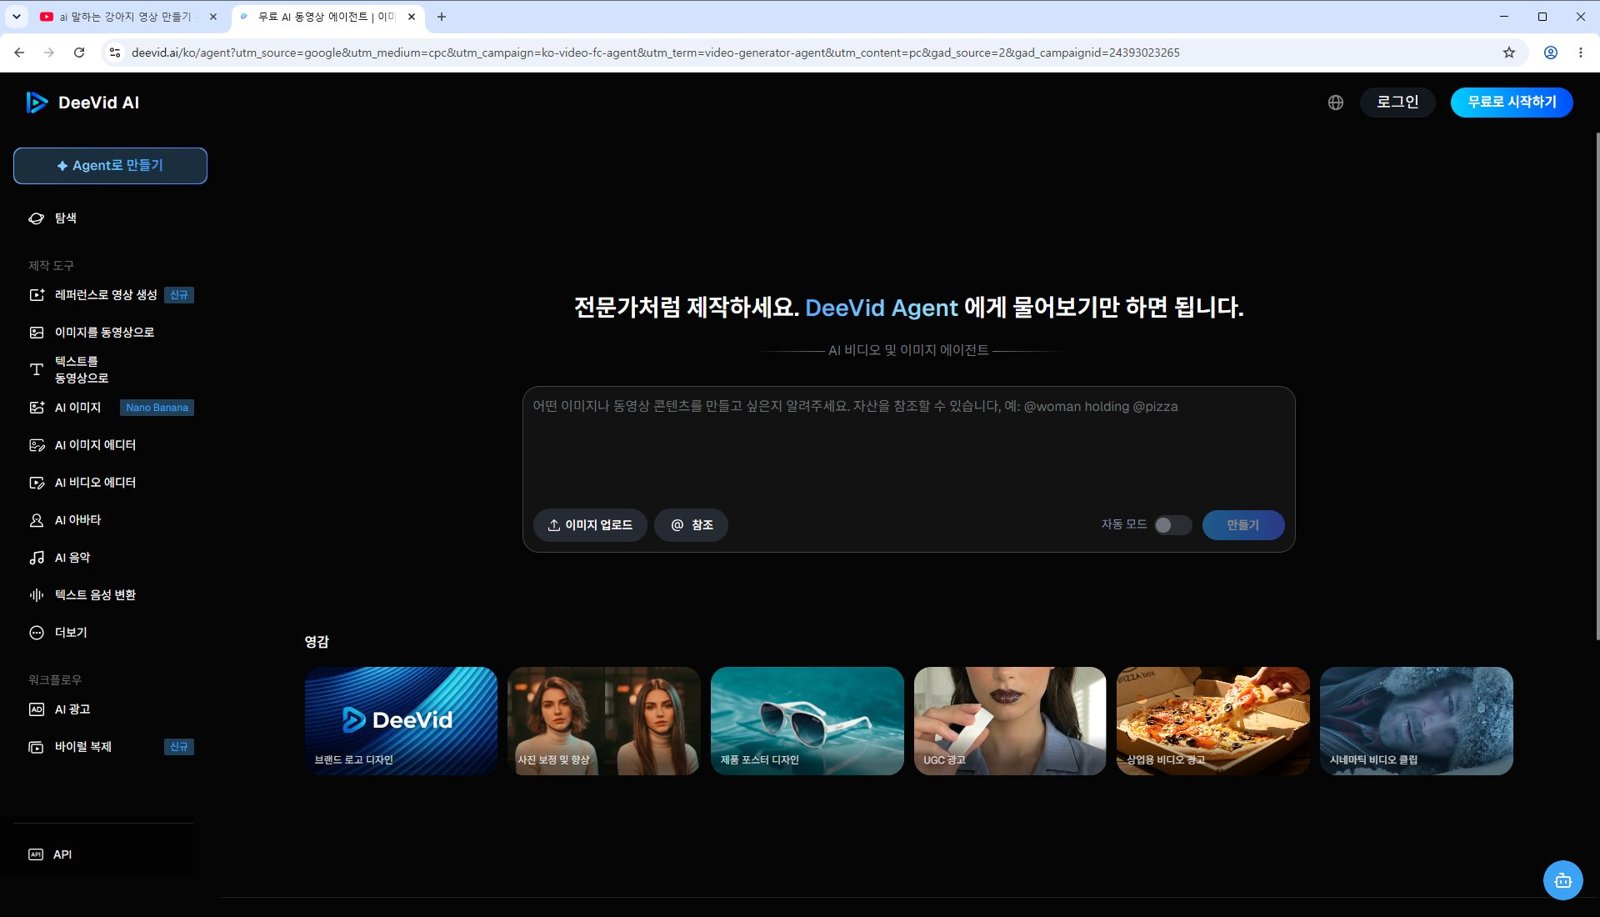 ai 말하는 강아지 영상 만들기
무료 AI 동영상 에이전트 | 이미
deevid.ai/ko/agent?utm_source=google&utm_medium=cpc&utm_campaign=ko-video-fc-agent&utm_term=video-generator-agent&utm_content=pc&gad_source=2&gad_campaignid=24393023265
DeeVid AI
로그인
무료로 시작하기
Agent로 만들기
탐색
제작 도구
레퍼런스로 영상 생성 신규
이미지를 동영상으로
텍스트를
동영상으로
AI 이미지 Nano Banana
AI 이미지 에디터
AI 비디오 에디터
AI 아바타
AI 음악
텍스트 음성 변환
더보기
워크플로우
AD AI 광고
바이럴 복제 신규
API API
전문가처럼 제작하세요. DeeVid Agent 에게 물어보기만 하면 됩니다.
AI 비디오 및 이미지 에이전트
어떤 이미지나 동영상 콘텐츠를 만들고 싶은지 알려주세요. 자산을 참조할 수 있습니다, 예: @woman holding @pizza
이미지 업로드
@ 참조
자동 모드
만들기
영감
DeeVid
브랜드 로고 디자인
사진 보정 및 향상
제품 포스터 디자인
UGC 광고
PIZZA box
상업용 비디오 광고
시네마틱 비디오 클립